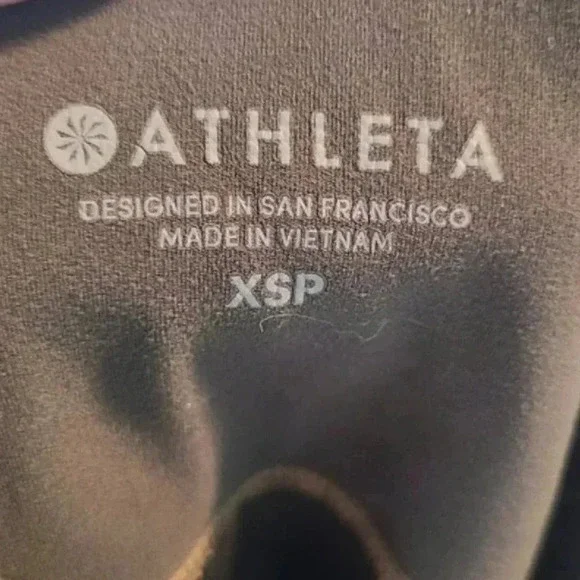 ATHLETA
DESIGNED IN SAN FRANCISCO
MADE IN VIETNAM
XSP